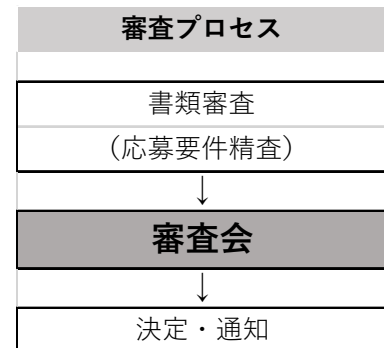 審査プロセス
書類審査
(応募要件精査)
↓
審査会
↓
決定・通知